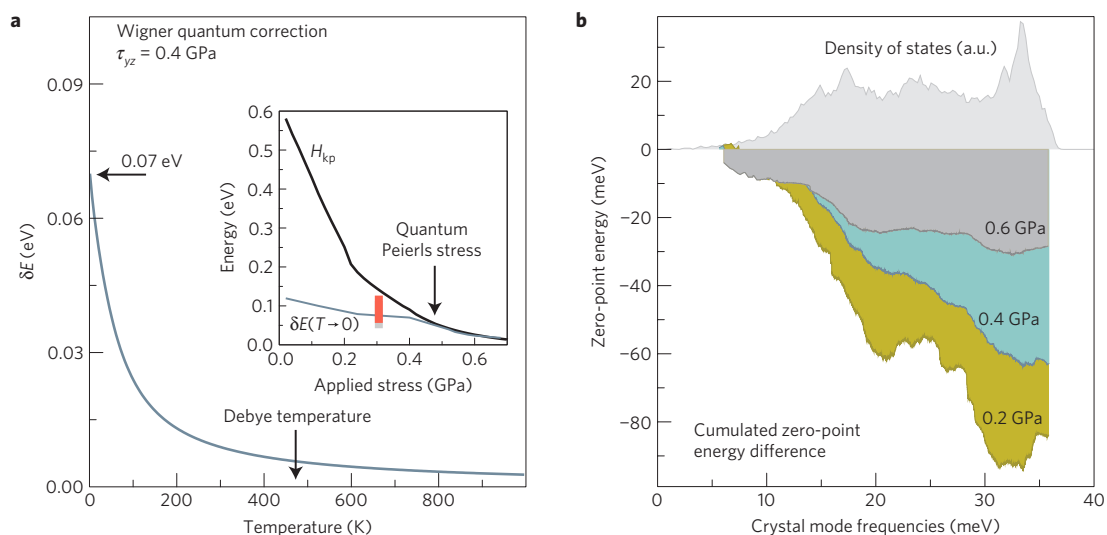 a
Wigner quantum correction
τyz = 0.4 GPa
0.09
0.06
0.03
0.00
δE (eV)
0.07 eV
0.6
0.5
0.4
0.3
0.2
0.1
0.0
Energy (eV)
Hkp
Quantum
Peierls stress
δE(T→0)
0.0 0.2 0.4 0.6
Applied stress (GPa)
Debye temperature
0 200 400 600 800
Temperature (K)
b
Density of states (a.u.)
20
0
−20
−40
−60
−80
Zero-point energy (meV)
0.6 GPa
0.4 GPa
0.2 GPa
Cumulated zero-point
energy difference
0 10 20 30 40
Crystal mode frequencies (meV)